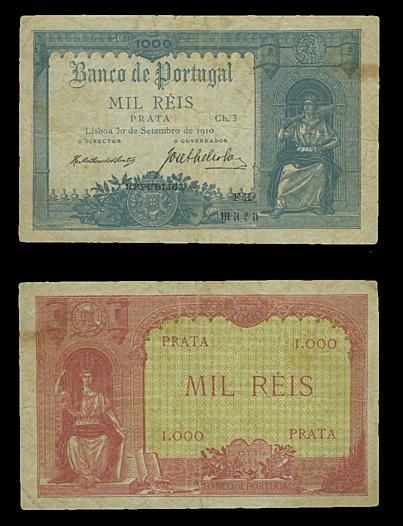 1000
Banco de Portugal
MIL RÉIS
PRATA Ch. 3
Lisboa 30 de Setembro de 1910
O DIRECTOR O GOVERNADOR
REPUBLICA
PRATA 1.000
MIL RÉIS
1.000 PRATA
BANCO DE PORTUGAL